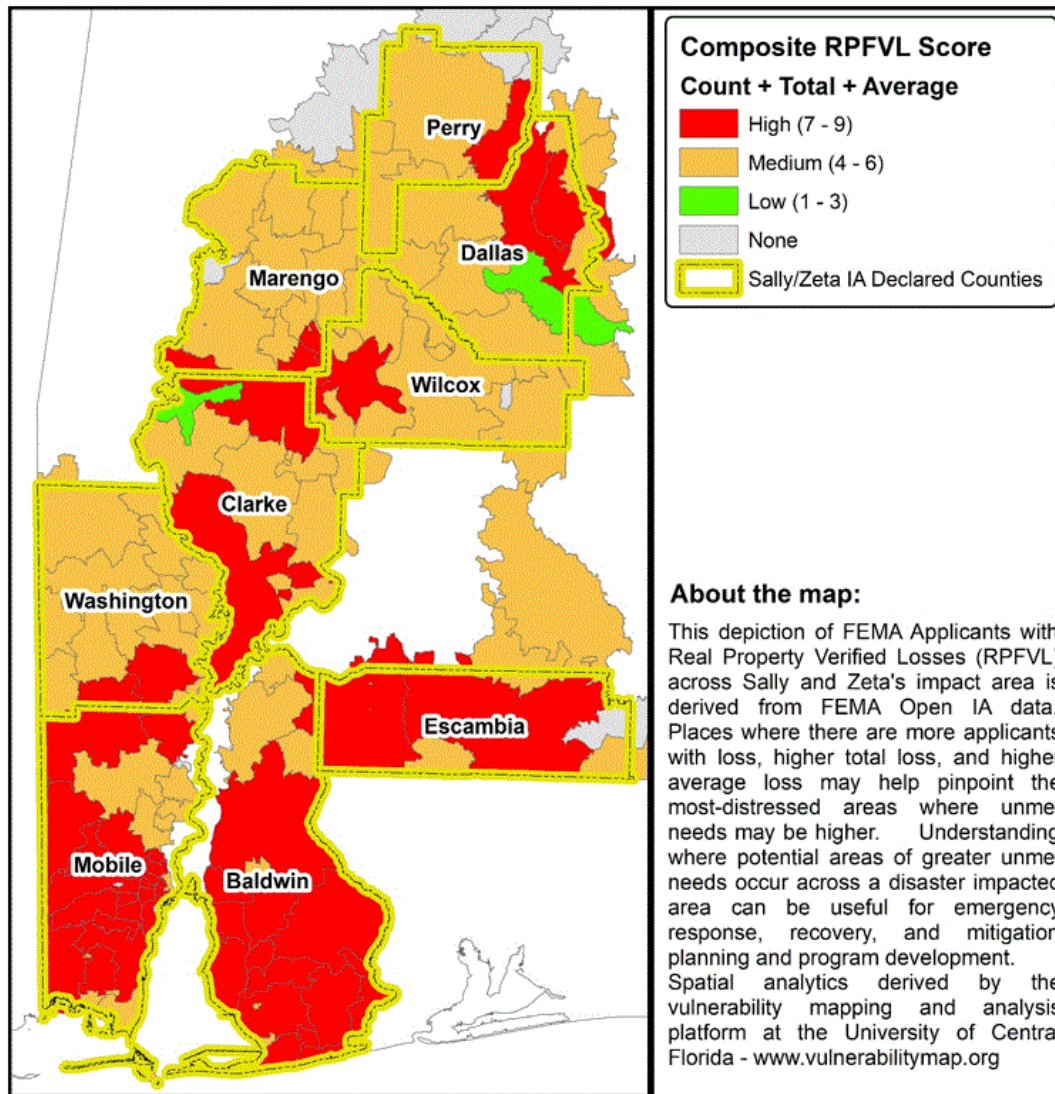 Composite RPFVL Score
Count + Total + Average
High (7 - 9)
Medium (4 - 6)
Low (1 - 3)
None
Sally/Zeta IA Declared Counties
Perry
Dallas
Marengo
Wilcox
Clarke
Washington
Escambia
Mobile
Baldwin
About the map:
This depiction of FEMA Applicants with
Real Property Verified Losses (RPFVL)
across Sally and Zeta's impact area is
derived from FEMA Open IA data.
Places where there are more applicants
with loss, higher total loss, and higher
average loss may help pinpoint the
most-distressed areas where unme
needs may be higher. Understanding
where potential areas of greater unme
needs occur across a disaster impacted
area can be useful for emergency
response, recovery, and mitigation
planning and program development.
Spatial analytics derived by the
vulnerability mapping and analysis
platform at the University of Centra
Florida - www.vulnerabilitymap.org